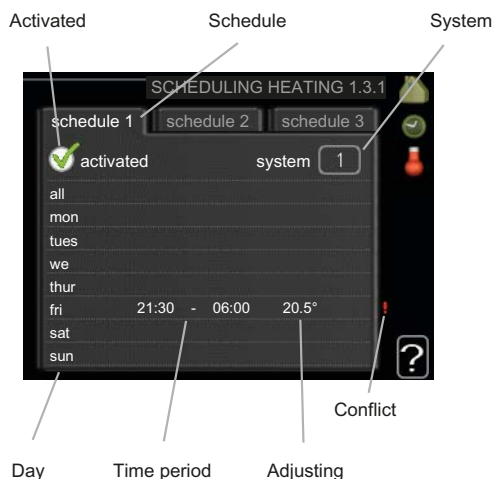 Activated Schedule System
SCHEDULING HEATING 1.3.1
schedule 1 schedule 2 schedule 3
activated system 1
all
mon
tues
we
thur
fri 21:30 - 06:00 20.5° !
sat
sun
?
Conflict
Day Time period Adjusting